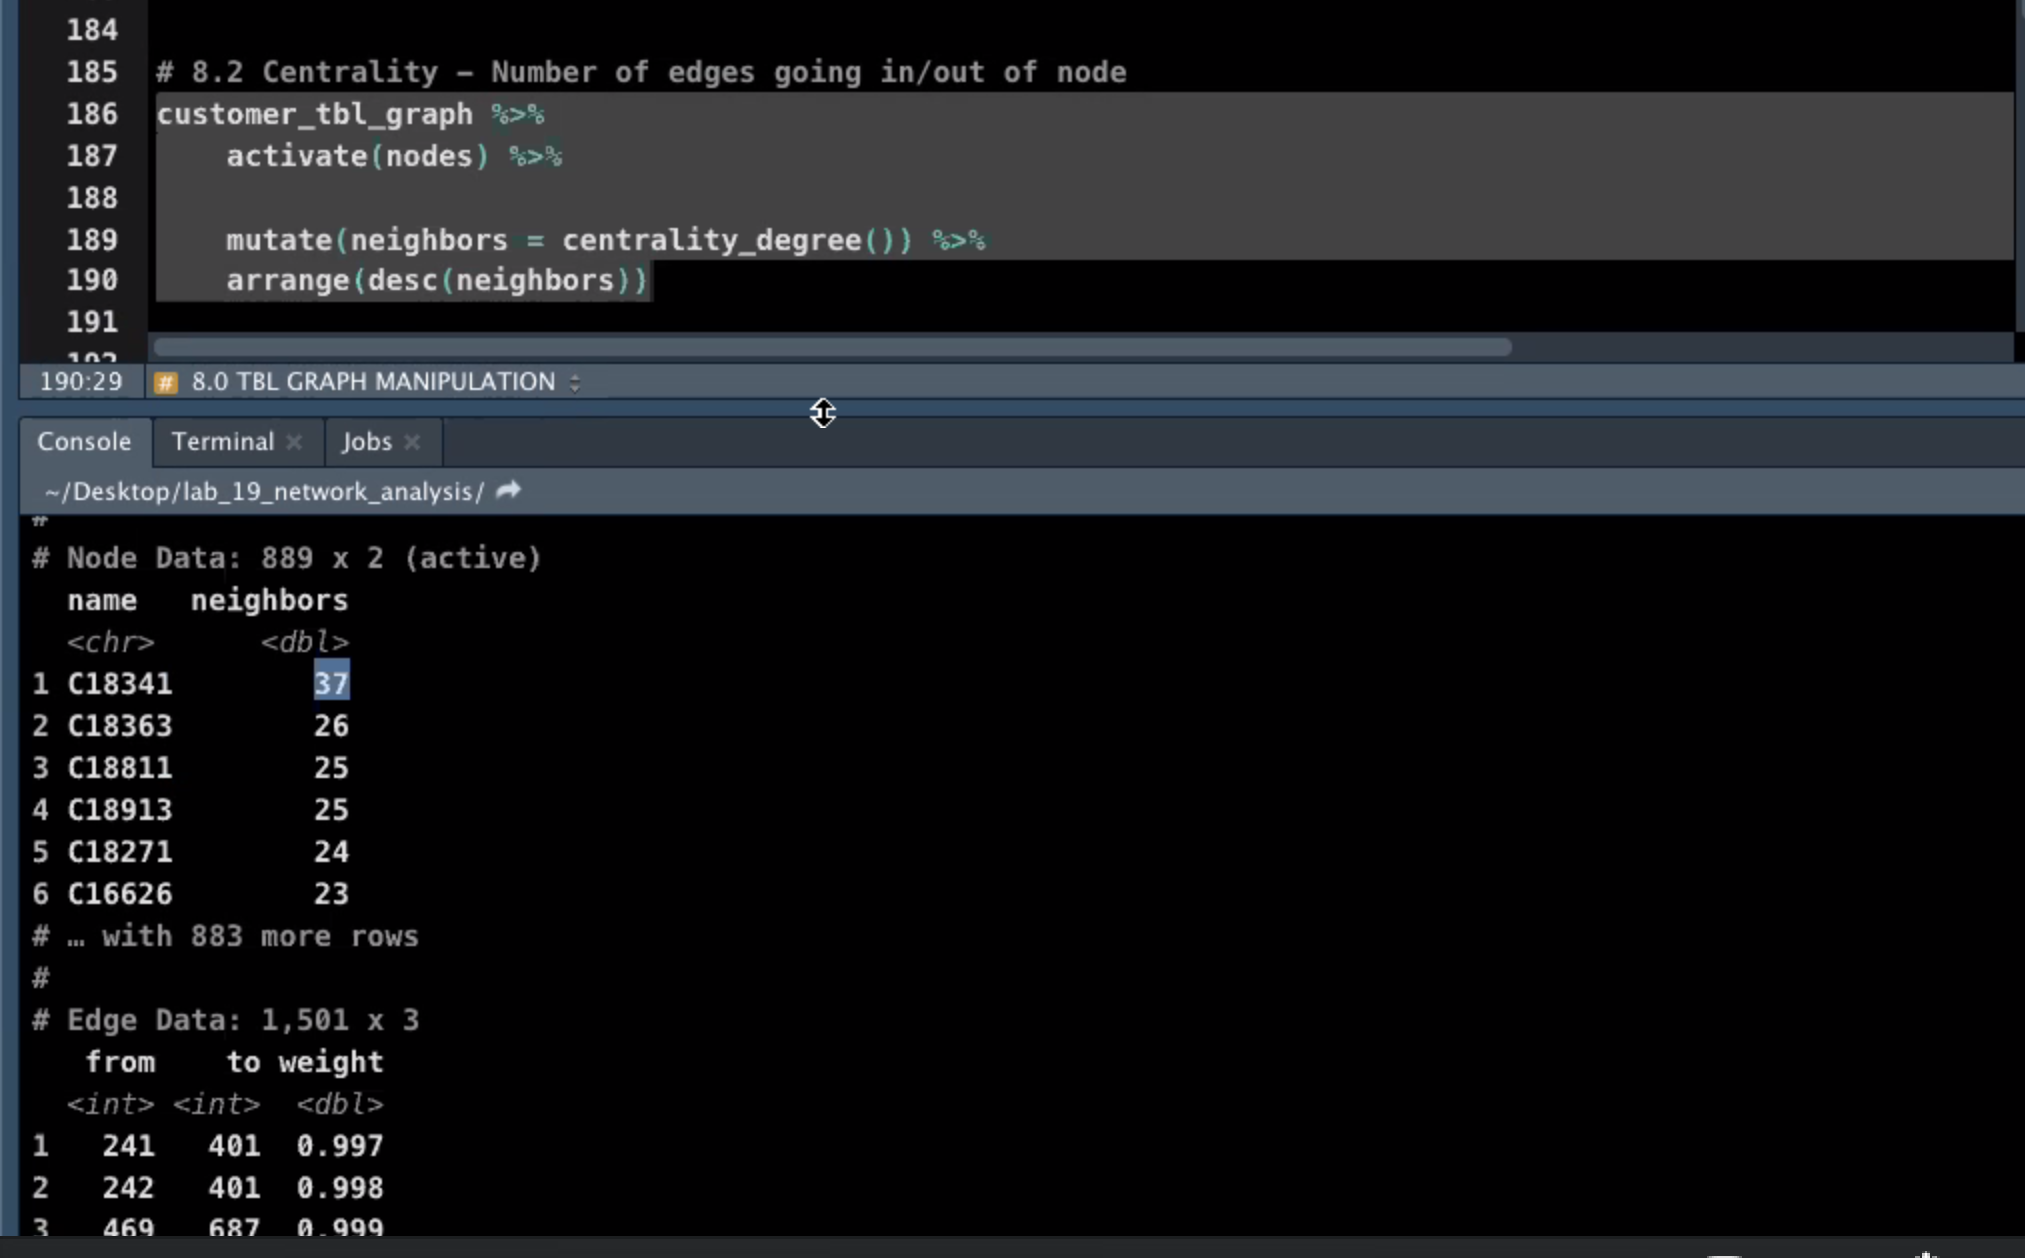 184
185 # 8.2 Centrality – Number of edges going in/out of node
186 customer_tbl_graph %>%
187 activate(nodes) %>%
188
189 mutate(neighbors = centrality_degree()) %>%
190 arrange(desc(neighbors))
191
192
190:29 # 8.0 TBL GRAPH MANIPULATION
Console Terminal × Jobs ×
~/Desktop/lab_19_network_analysis/
#
# Node Data: 889 x 2 (active)
name neighbors
<chr> <dbl>
1 C18341 37
2 C18363 26
3 C18811 25
4 C18913 25
5 C18271 24
6 C16626 23
# … with 883 more rows
#
# Edge Data: 1,501 x 3
from to weight
<int> <int> <dbl>
1 241 401 0.997
2 242 401 0.998
3 469 687 0.999